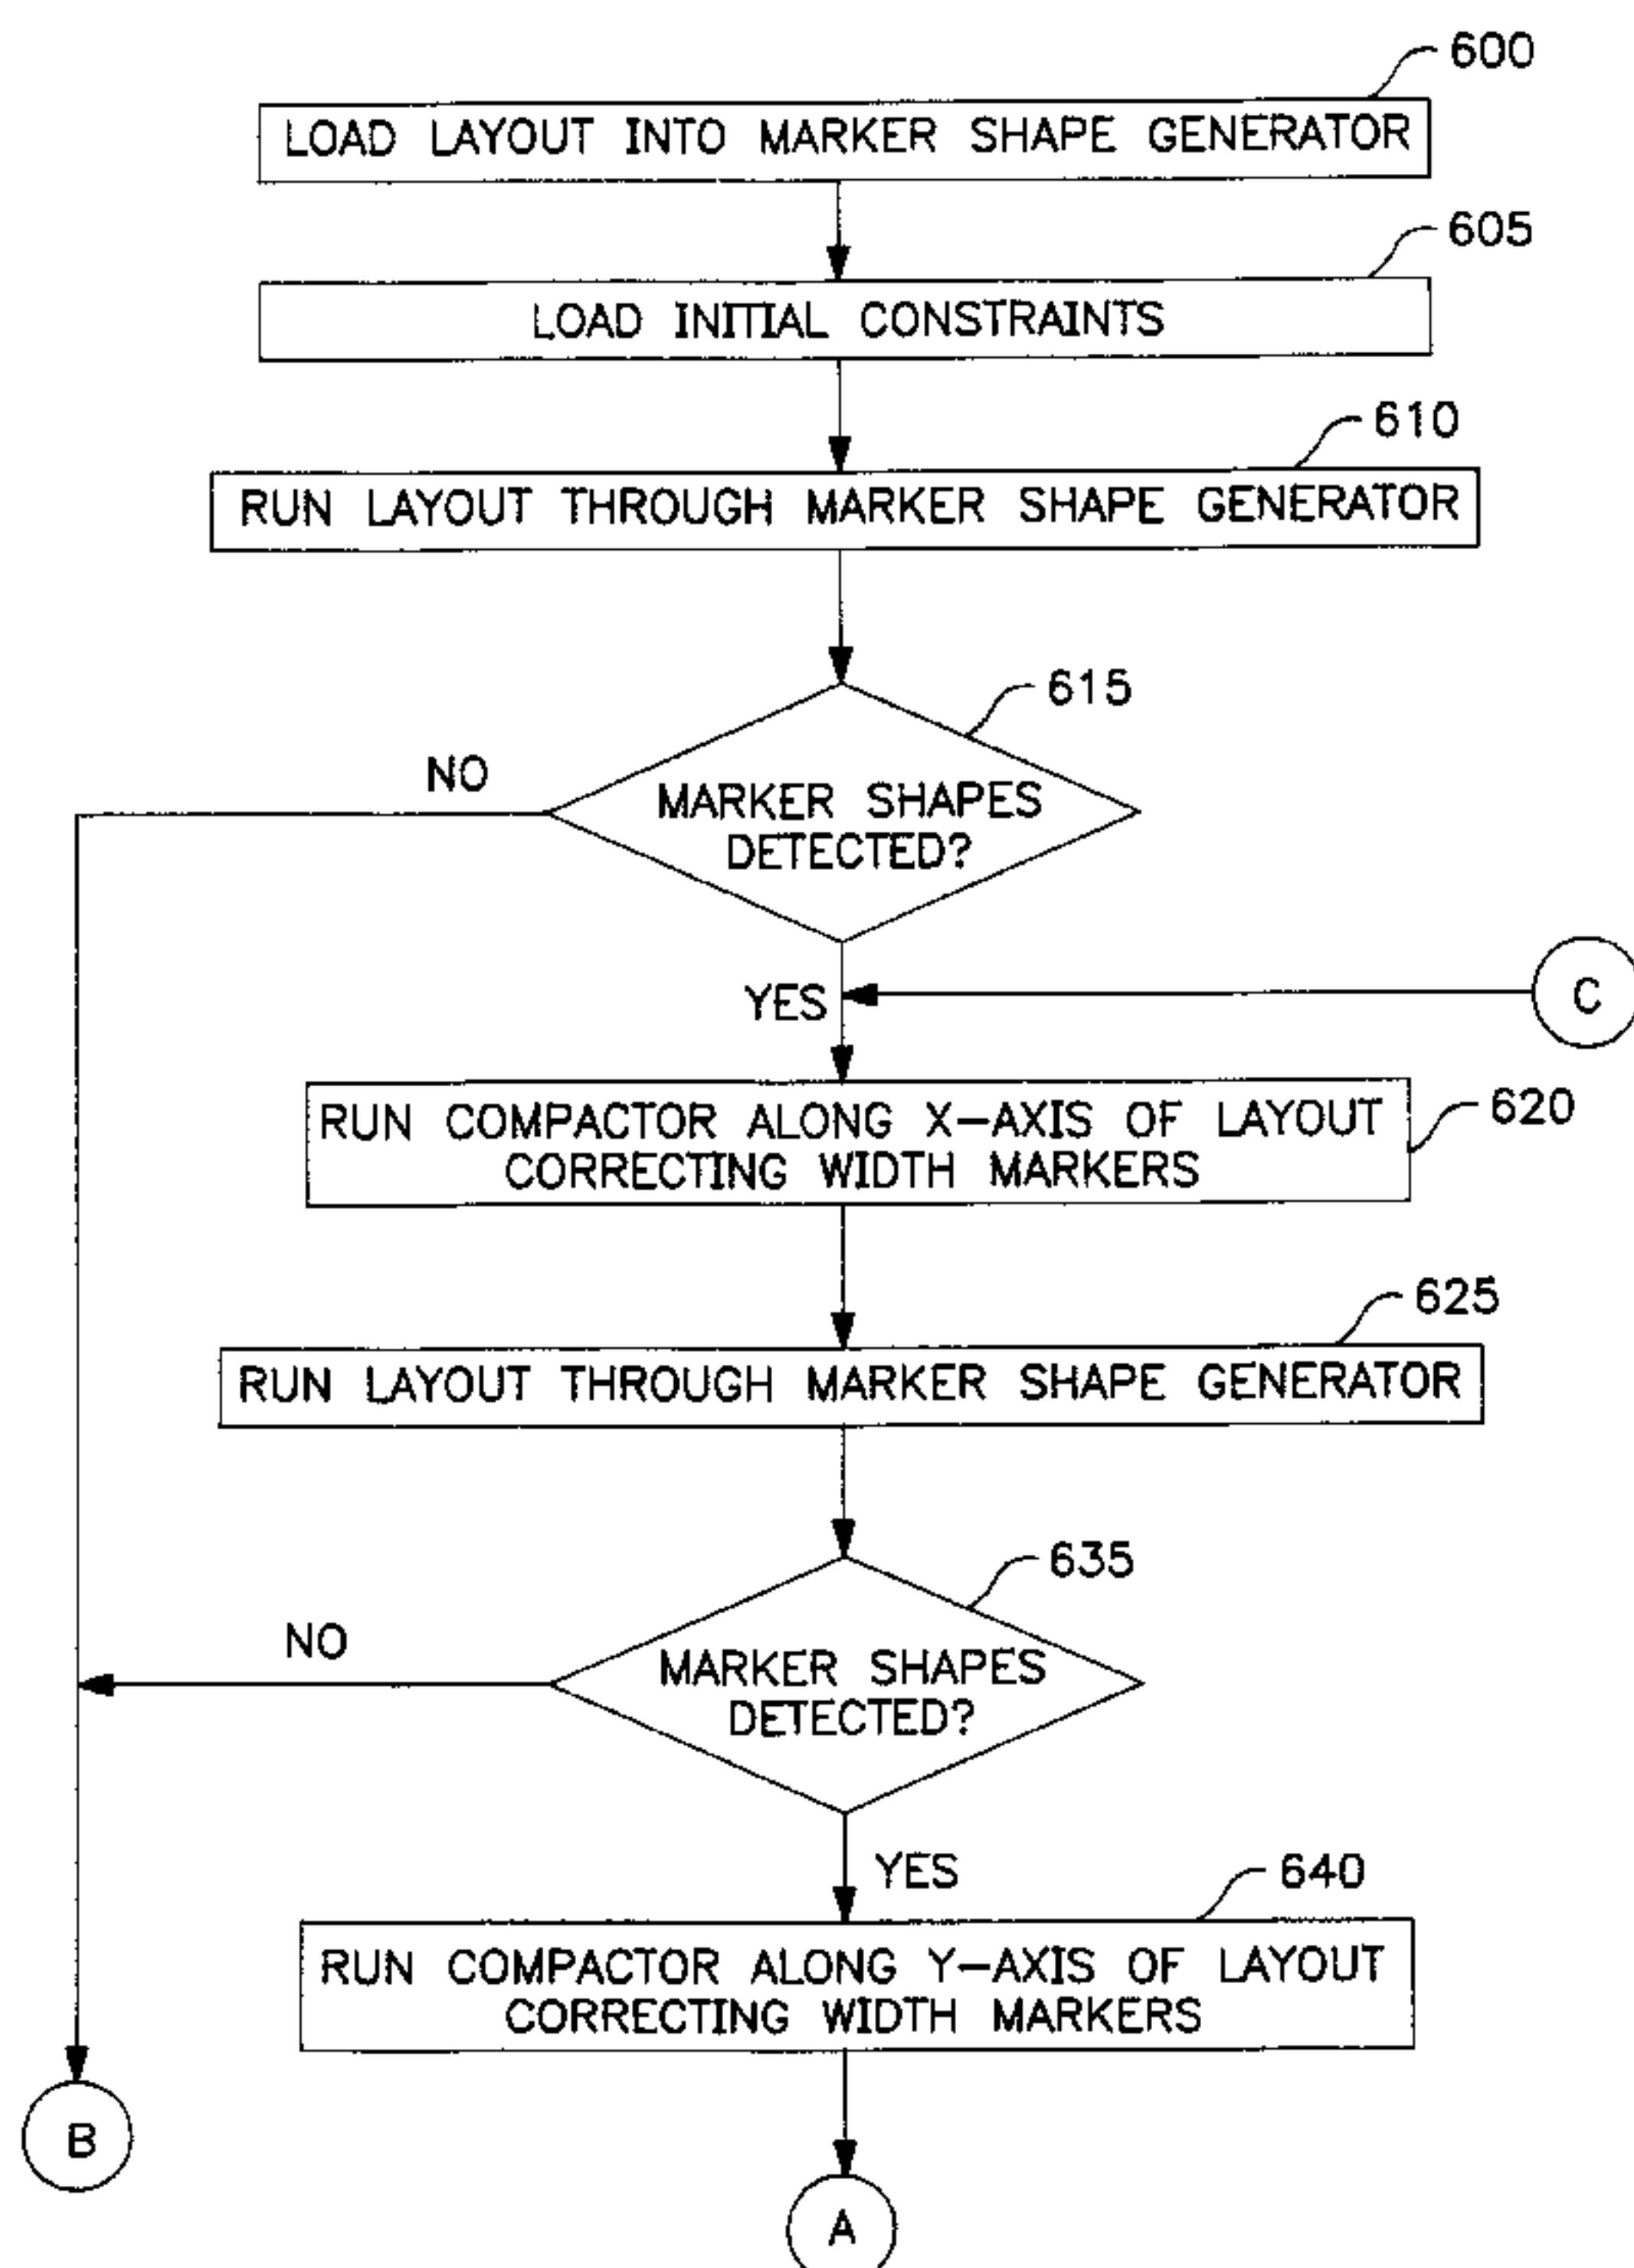 600
LOAD LAYOUT INTO MARKER SHAPE GENERATOR
605
LOAD INITIAL CONSTRAINTS
610
RUN LAYOUT THROUGH MARKER SHAPE GENERATOR
615
NO
MARKER SHAPES
DETECTED?
YES
C
RUN COMPACTOR ALONG X-AXIS OF LAYOUT
CORRECTING WIDTH MARKERS
620
625
RUN LAYOUT THROUGH MARKER SHAPE GENERATOR
635
NO
MARKER SHAPES
DETECTED?
YES
640
RUN COMPACTOR ALONG Y-AXIS OF LAYOUT
CORRECTING WIDTH MARKERS
B
A